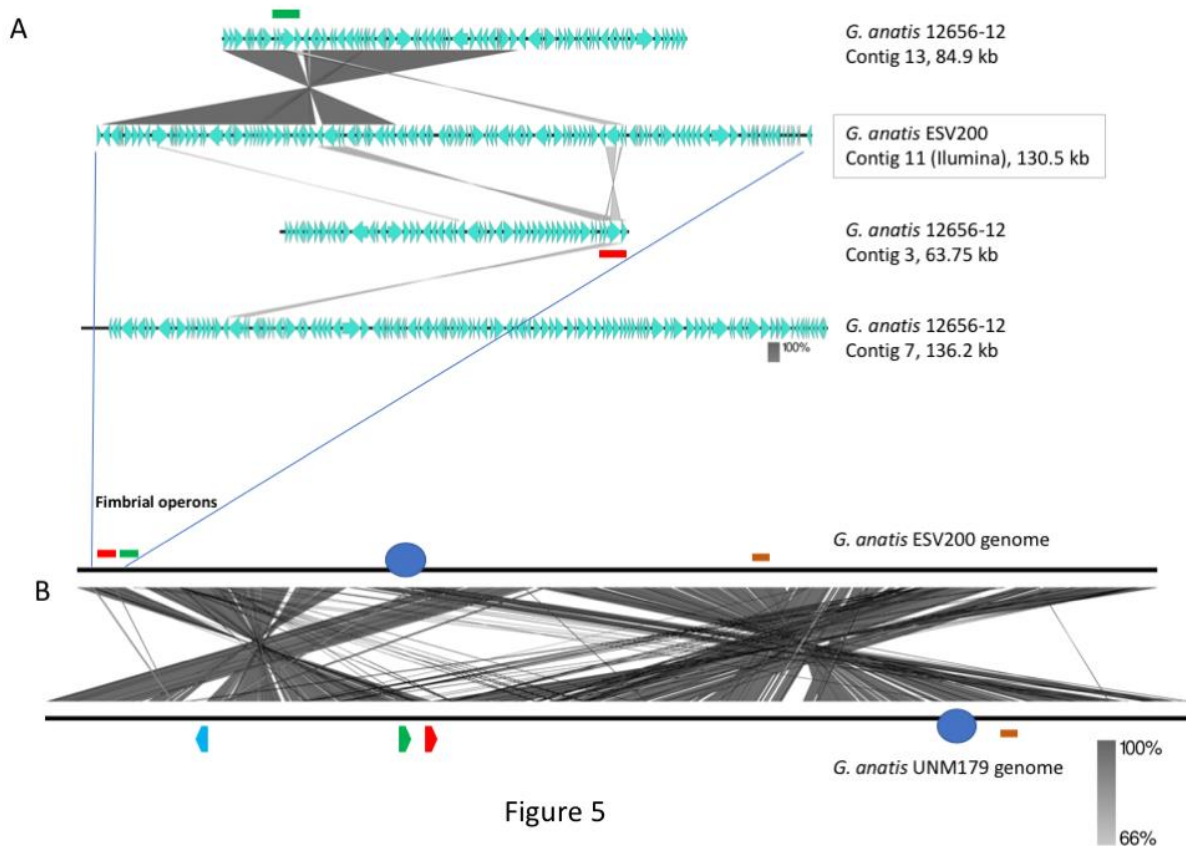 A
G. anatis 12656-12
Contig 13, 84.9 kb
G. anatis ESV200
Contig 11 (Ilumina), 130.5 kb
G. anatis 12656-12
Contig 3, 63.75 kb
G. anatis 12656-12
Contig 7, 136.2 kb
100%
Fimbrial operons
G. anatis ESV200 genome
B
G. anatis UNM179 genome
100%
66%
Figure 5